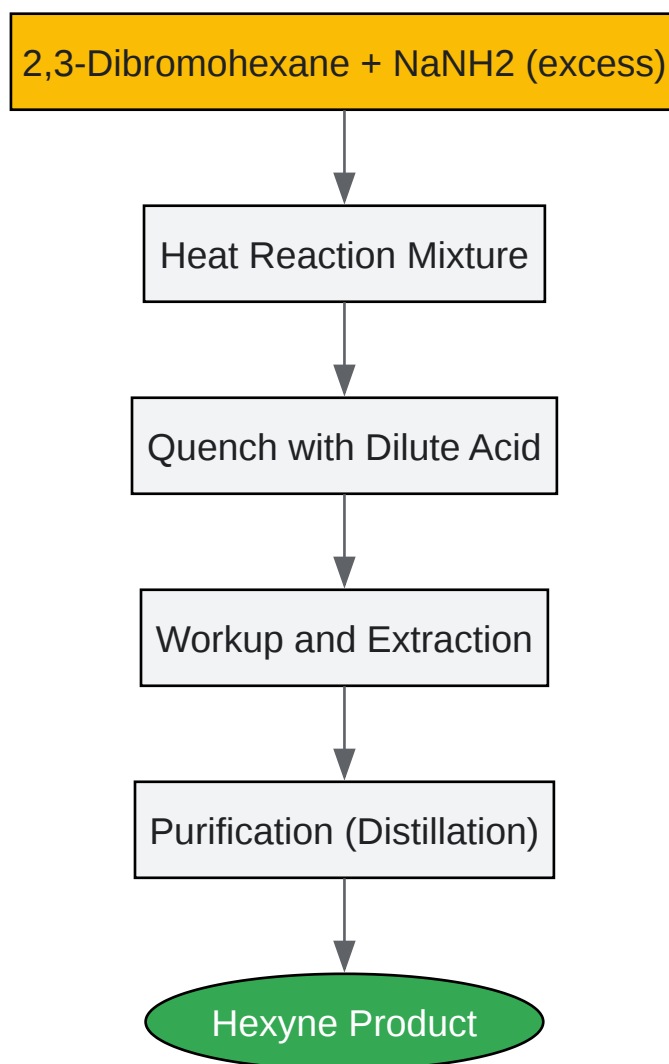 2,3-Dibromohexane + NaNH2 (excess)
Heat Reaction Mixture
Quench with Dilute Acid
Workup and Extraction
Purification (Distillation)
Hexyne Product